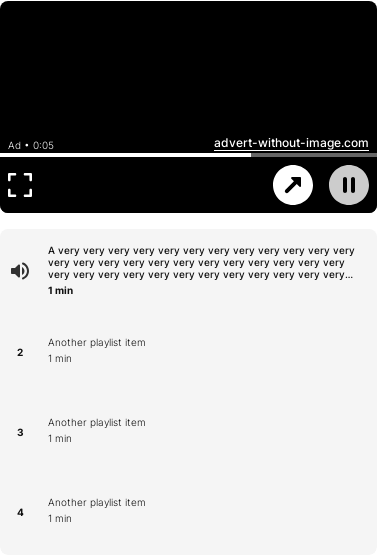 Ad • 0:05
advert-without-image.com
A very very very very very very very very very very very very
very very very very very very very very very very very very
very very very very very very very very very very very very...
1 min
2
Another playlist item
1 min
3
Another playlist item
1 min
4
Another playlist item
1 min